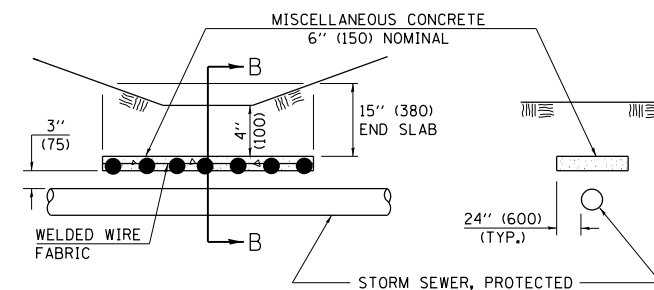 MISCELLANEOUS CONCRETE
6" (150) NOMINAL
B
3"
(75)
4"
(100)
15" (380)
END SLAB
WELDED WIRE
FABRIC
B
24" (600)
(TYP.)
STORM SEWER, PROTECTED